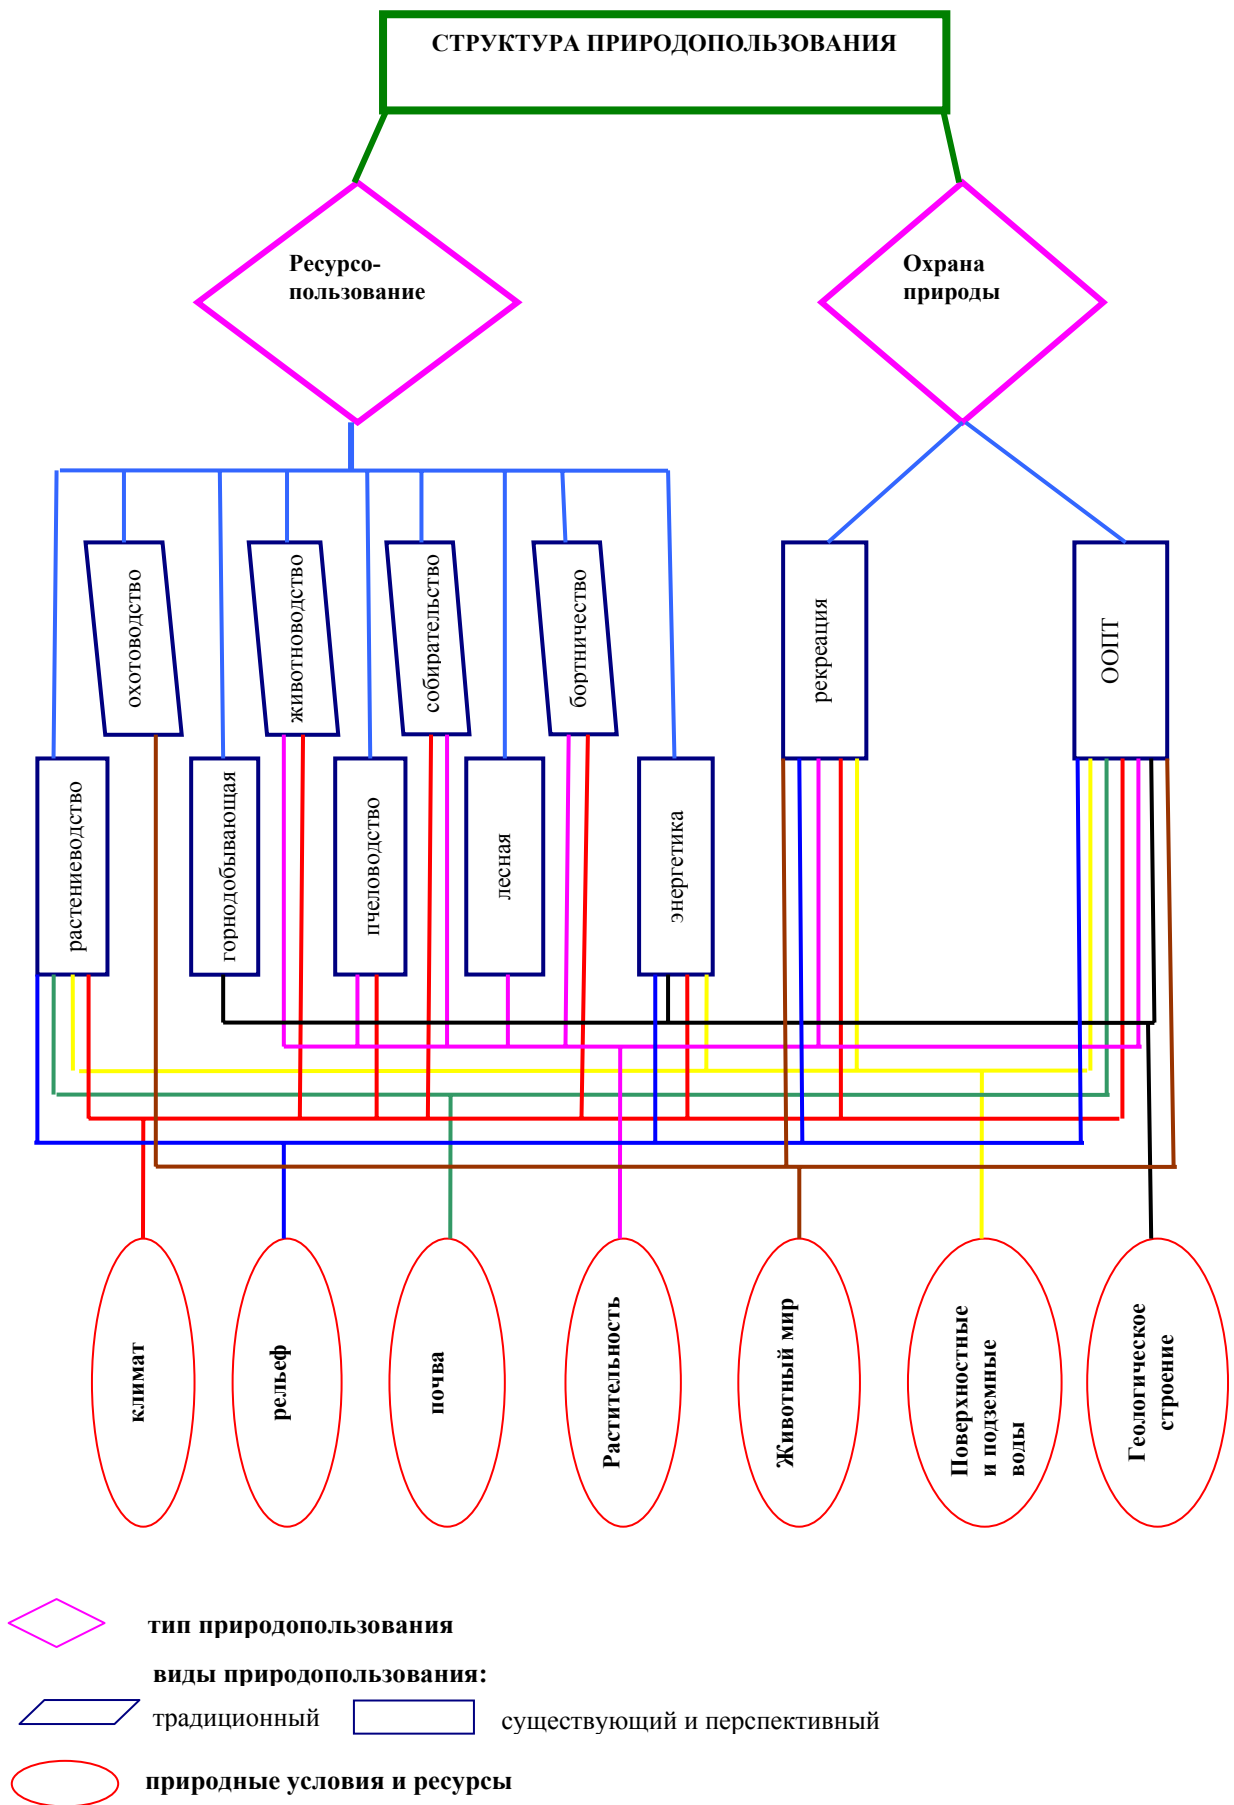 СТРУКТУРА ПРИРОДОПОЛЬЗОВАНИЯ
Ресурсо-
пользование
Охрана
природы
охотоводство
животноводство
собирательство
бортничество
рекреация
ООПТ
растениеводство
горнодобывающая
пчеловодство
лесная
энергетика
климат
рельеф
почва
Растительность
Животный мир
Поверхностные
и подземные
воды
Геологическое
строение
тип природопользования
виды природопользования:
традиционный
существующий и перспективный
природные условия и ресурсы